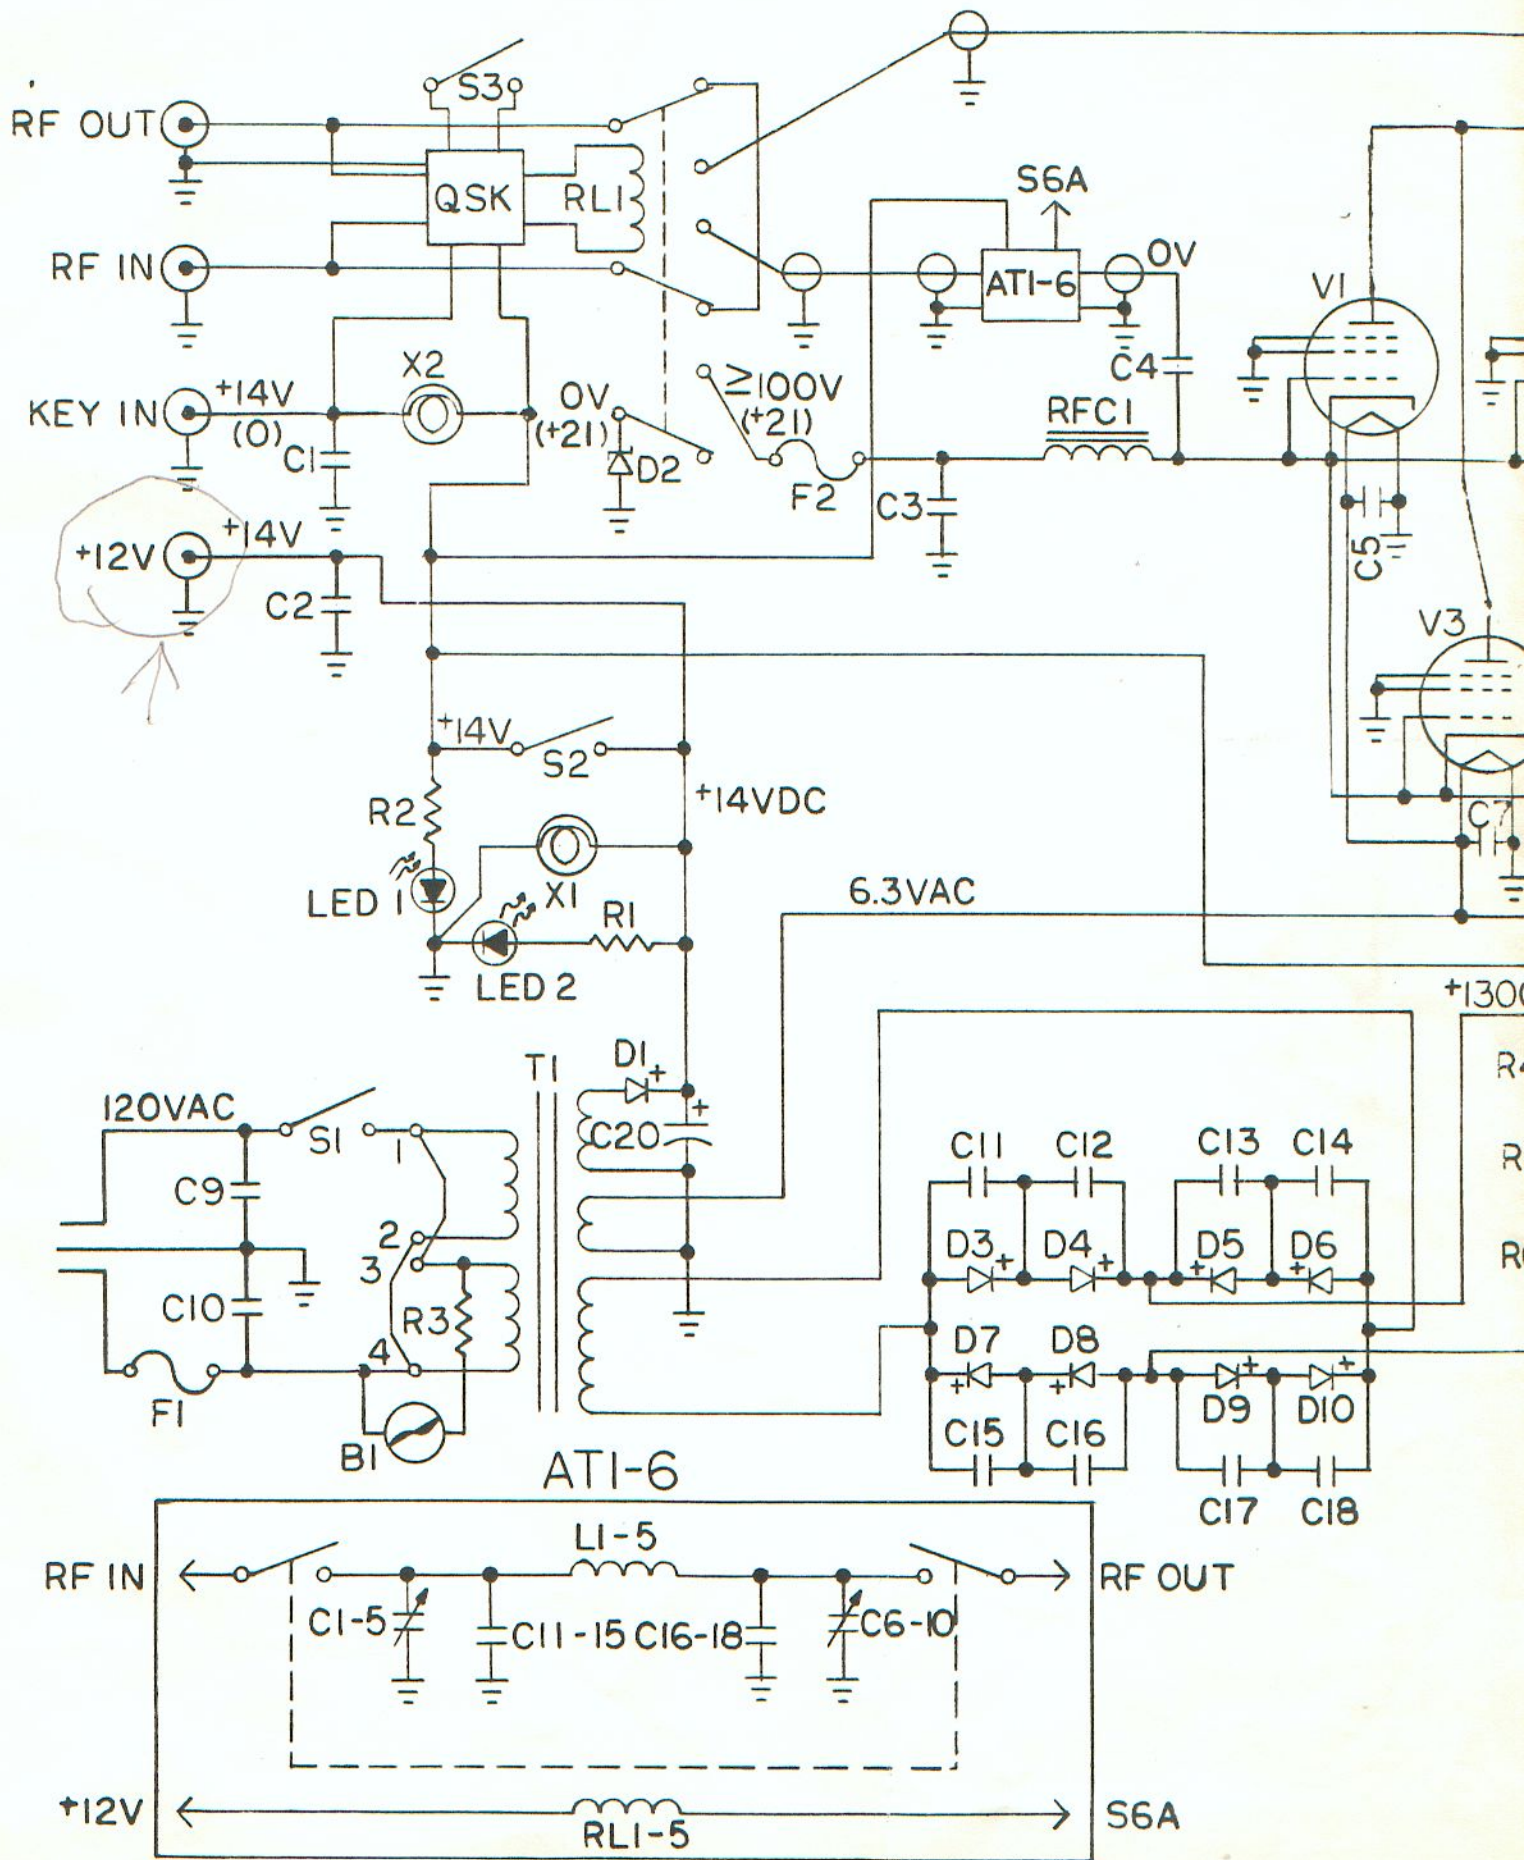 S3
RF OUT
QSK
RL1
S6A
RF IN
ATI-6
0V
V1
X2
C4
≥100V
(+21)
RFC1
KEY IN
+14V
(0)
C1
0V
(+21)
D2
F2
C3
+12V
+14V
C2
C5
V3
+14V
S2
+14VDC
R2
C7
LED 1
X1
6.3VAC
R1
LED 2
+1300
D1
+
T1
120VAC
S1
1
C20
+
C9
2
3
C11
C12
C13
C14
D3
+
D4
+
+
D5
+
D6
C10
R3
4
D7
+
D8
+
D9
+
D10
+
F1
B1
C15
C16
C17
C18
ATI-6
L1-5
RF IN
RF OUT
C1-5
C11-15
C16-18
C6-10
+12V
RL1-5
S6A